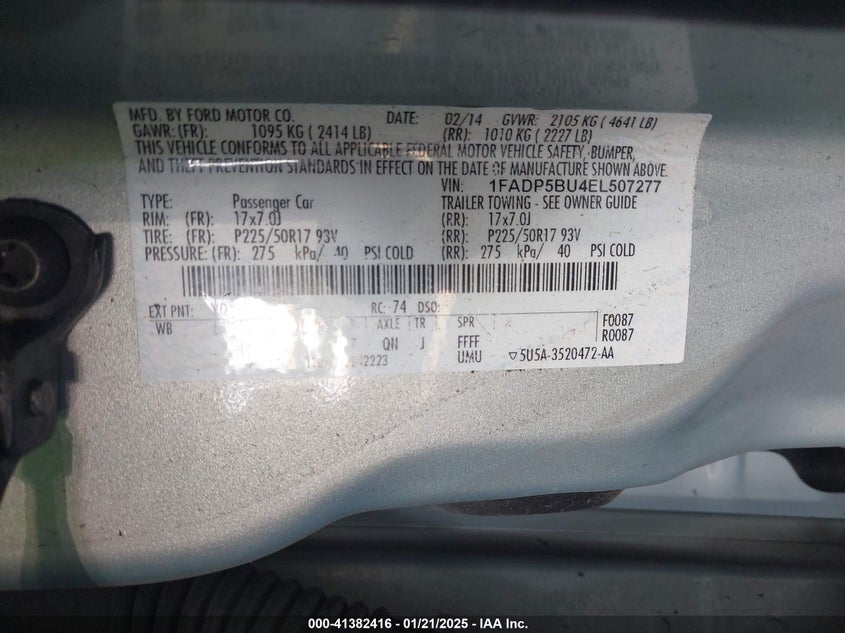 MFD. BY FORD MOTOR CO. DATE: 02/14 GVWR: 2105 KG ( 4641 LB)
GAWR: (FR): 1095 KG ( 2414 LB) (RR): 1010 KG ( 2227 LB)
THIS VEHICLE CONFORMS TO ALL APPLICABLE FEDERAL MOTOR VEHICLE SAFETY, BUMPER,
AND THEFT PREVENTION STANDARDS IN EFFECT ON THE DATE OF MANUFACTURE SHOWN ABOVE.
VIN: 1FADP5BU4EL507277
TYPE: Passenger Car TRAILER TOWING - SEE OWNER GUIDE
RIM: (FR): 17x7.0J (RR): 17x7.0J
TIRE: (FR): P225/50R17 93V (RR): P225/50R17 93V
PRESSURE: (FR): 275 kPa/ 40 PSI COLD (RR): 275 kPa/ 40 PSI COLD
EXT PNT: RC: 74 DSO:
WB AXLE TR SPR F0087
QN J FFFF R0087
UMU 5U5A-3520472-AA
000-41382416 - 01/21/2025 - IAA Inc.